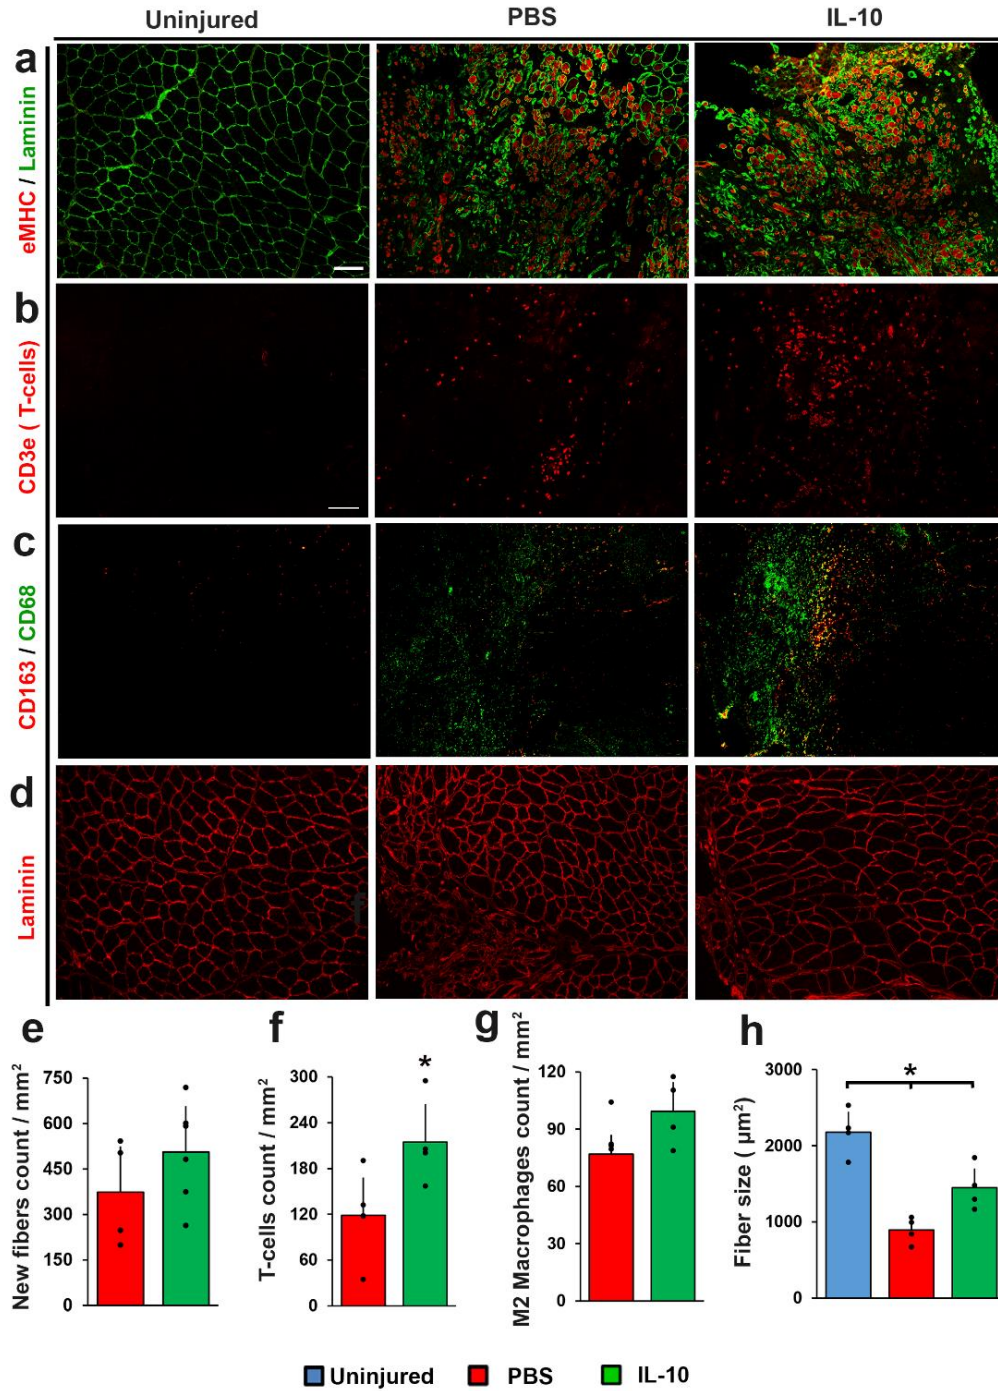 Uninjured PBS IL-10
a
eMHC / Laminin
b
CD3e ( T-cells)
c
CD163 / CD68
d
Laminin
f
e
New fibers count / mm²
750
600
450
300
150
0
f
T-cells count / mm²
300
240
180
120
60
0
*
g
M2 Macrophages count / mm²
120
90
60
30
0
h
Fiber size ( µm²)
3000
2000
1000
0
*
Uninjured PBS IL-10